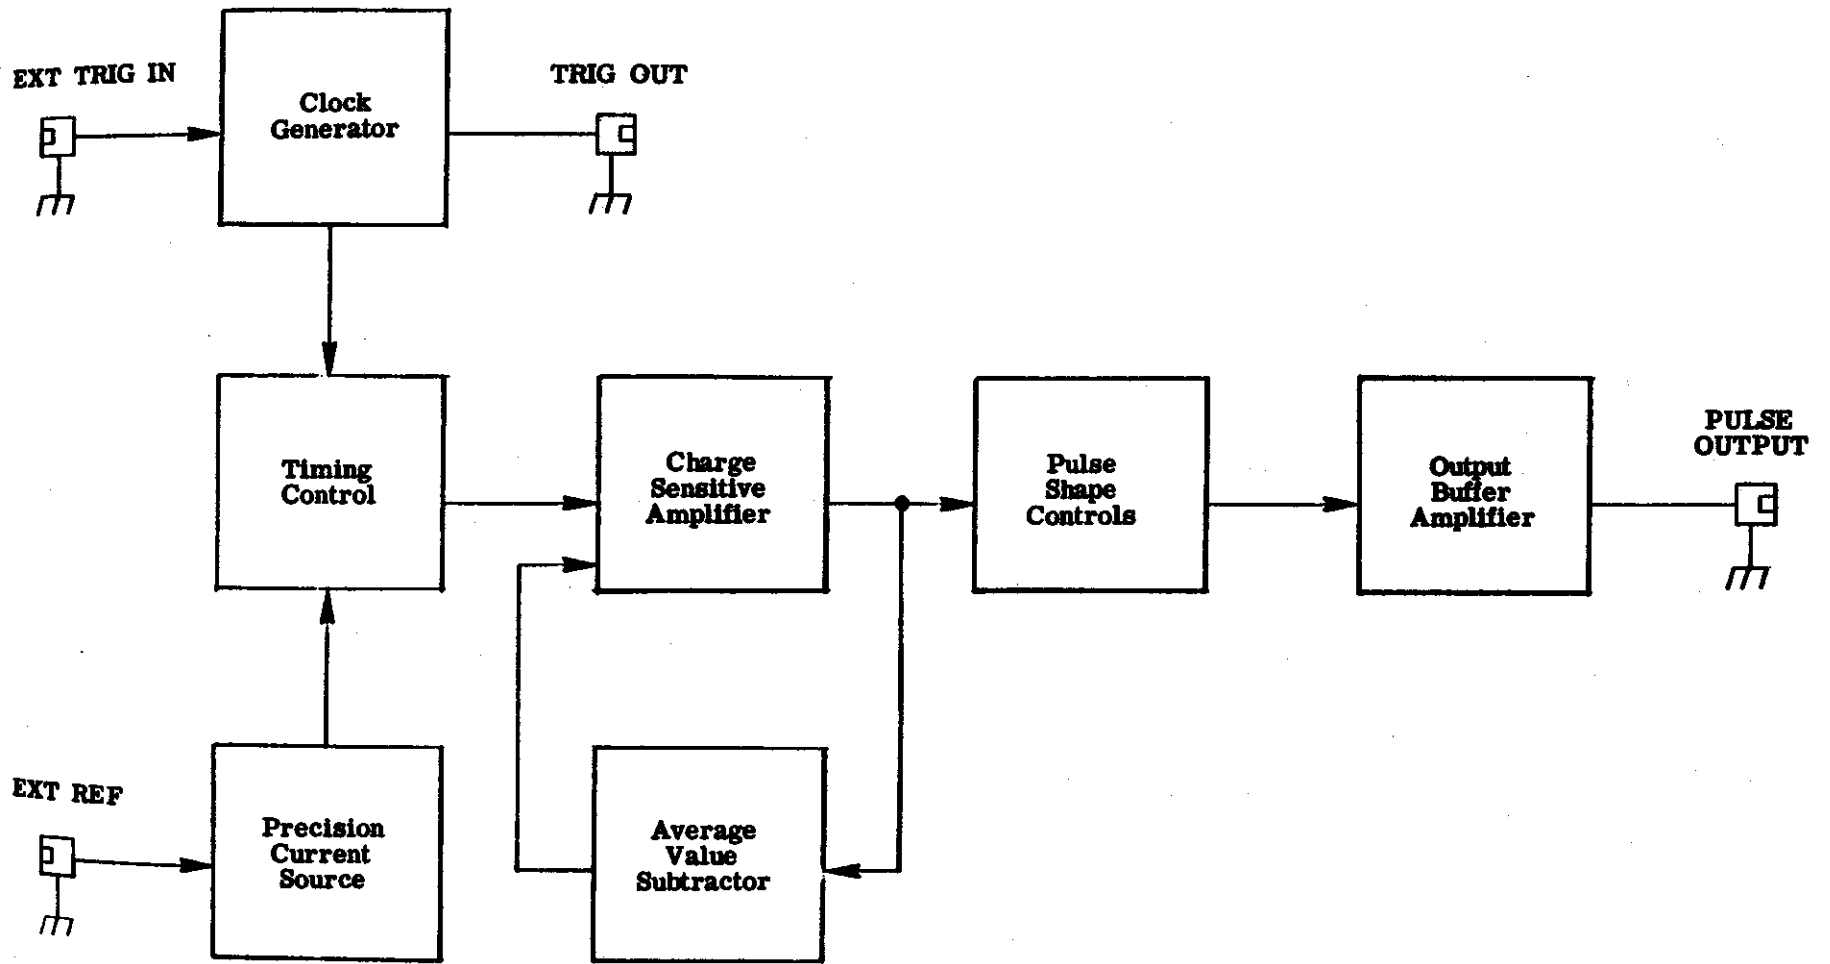 EXT TRIG IN
Clock
Generator
TRIG OUT
Timing
Control
Charge
Sensitive
Amplifier
Pulse
Shape
Controls
Output
Buffer
Amplifier
PULSE
OUTPUT
EXT REF
Precision
Current
Source
Average
Value
Subtractor